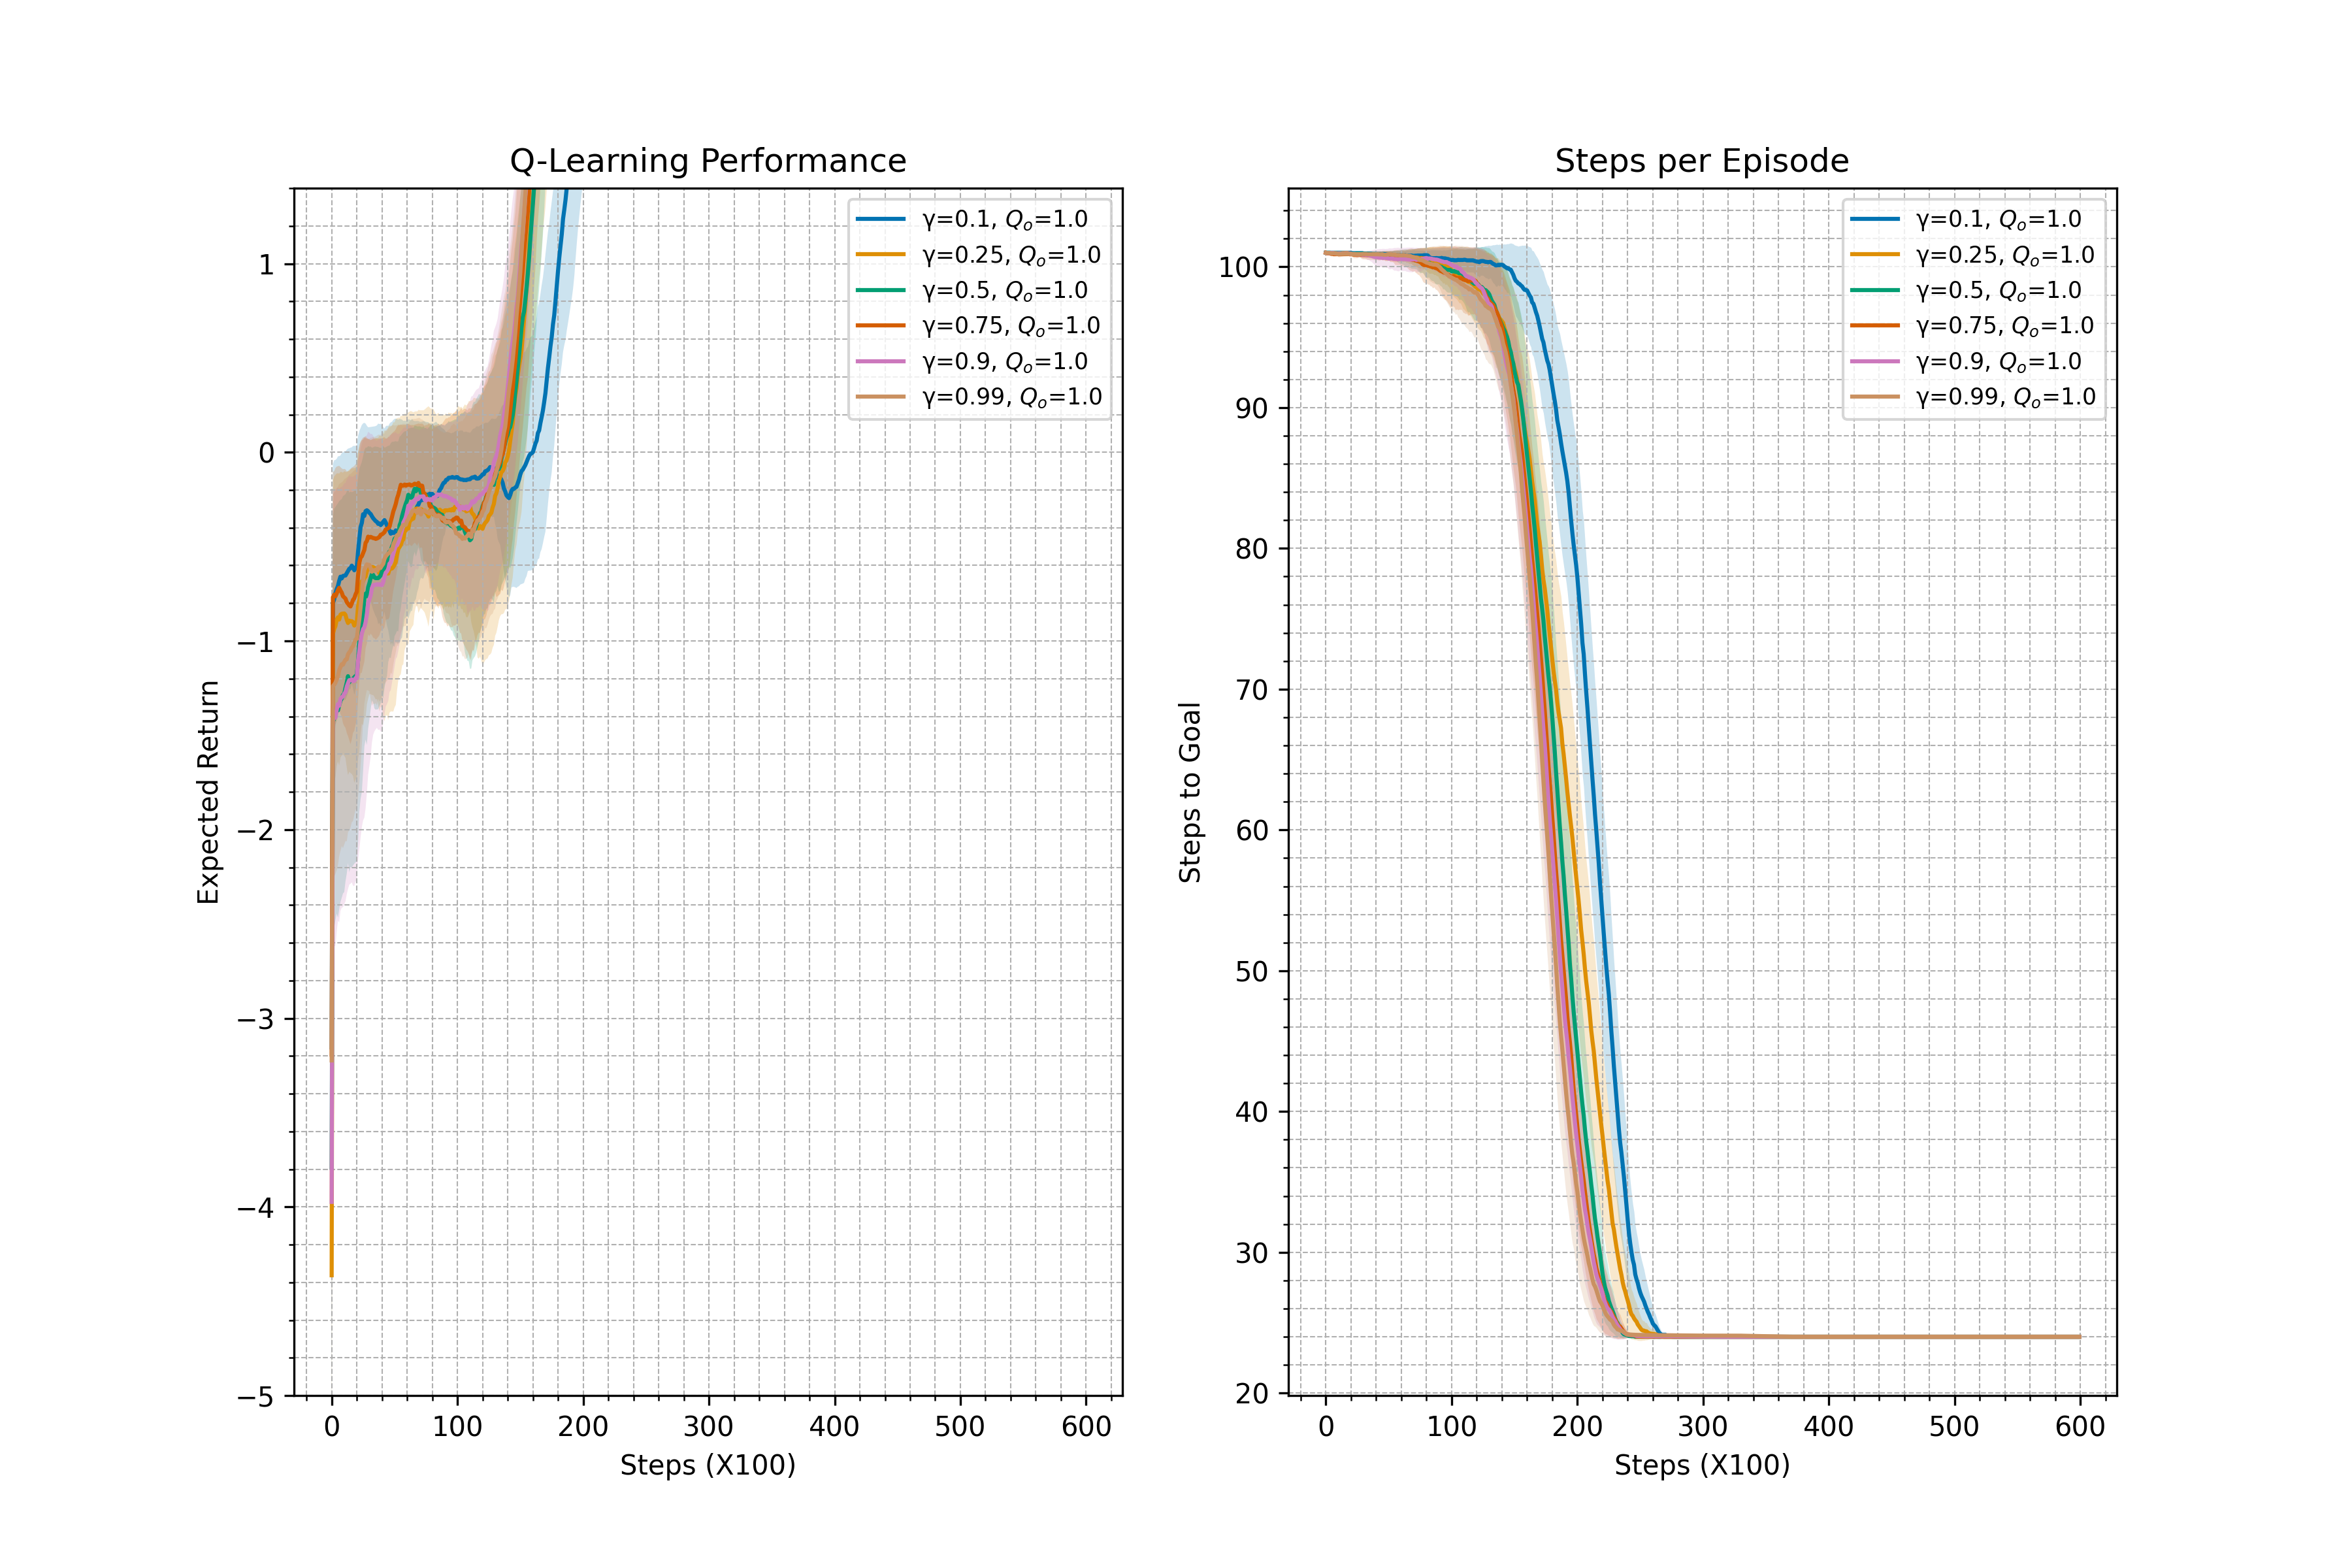 Q-Learning Performance
1
0
−1
−2
−3
−4
−5
Expected Return
0 100 200 300 400 500 600
Steps (X100)
γ=0.1, Qₒ=1.0
γ=0.25, Qₒ=1.0
γ=0.5, Qₒ=1.0
γ=0.75, Qₒ=1.0
γ=0.9, Qₒ=1.0
γ=0.99, Qₒ=1.0
Steps per Episode
100
90
80
70
60
50
40
30
20
Steps to Goal
0 100 200 300 400 500 600
Steps (X100)
γ=0.1, Qₒ=1.0
γ=0.25, Qₒ=1.0
γ=0.5, Qₒ=1.0
γ=0.75, Qₒ=1.0
γ=0.9, Qₒ=1.0
γ=0.99, Qₒ=1.0